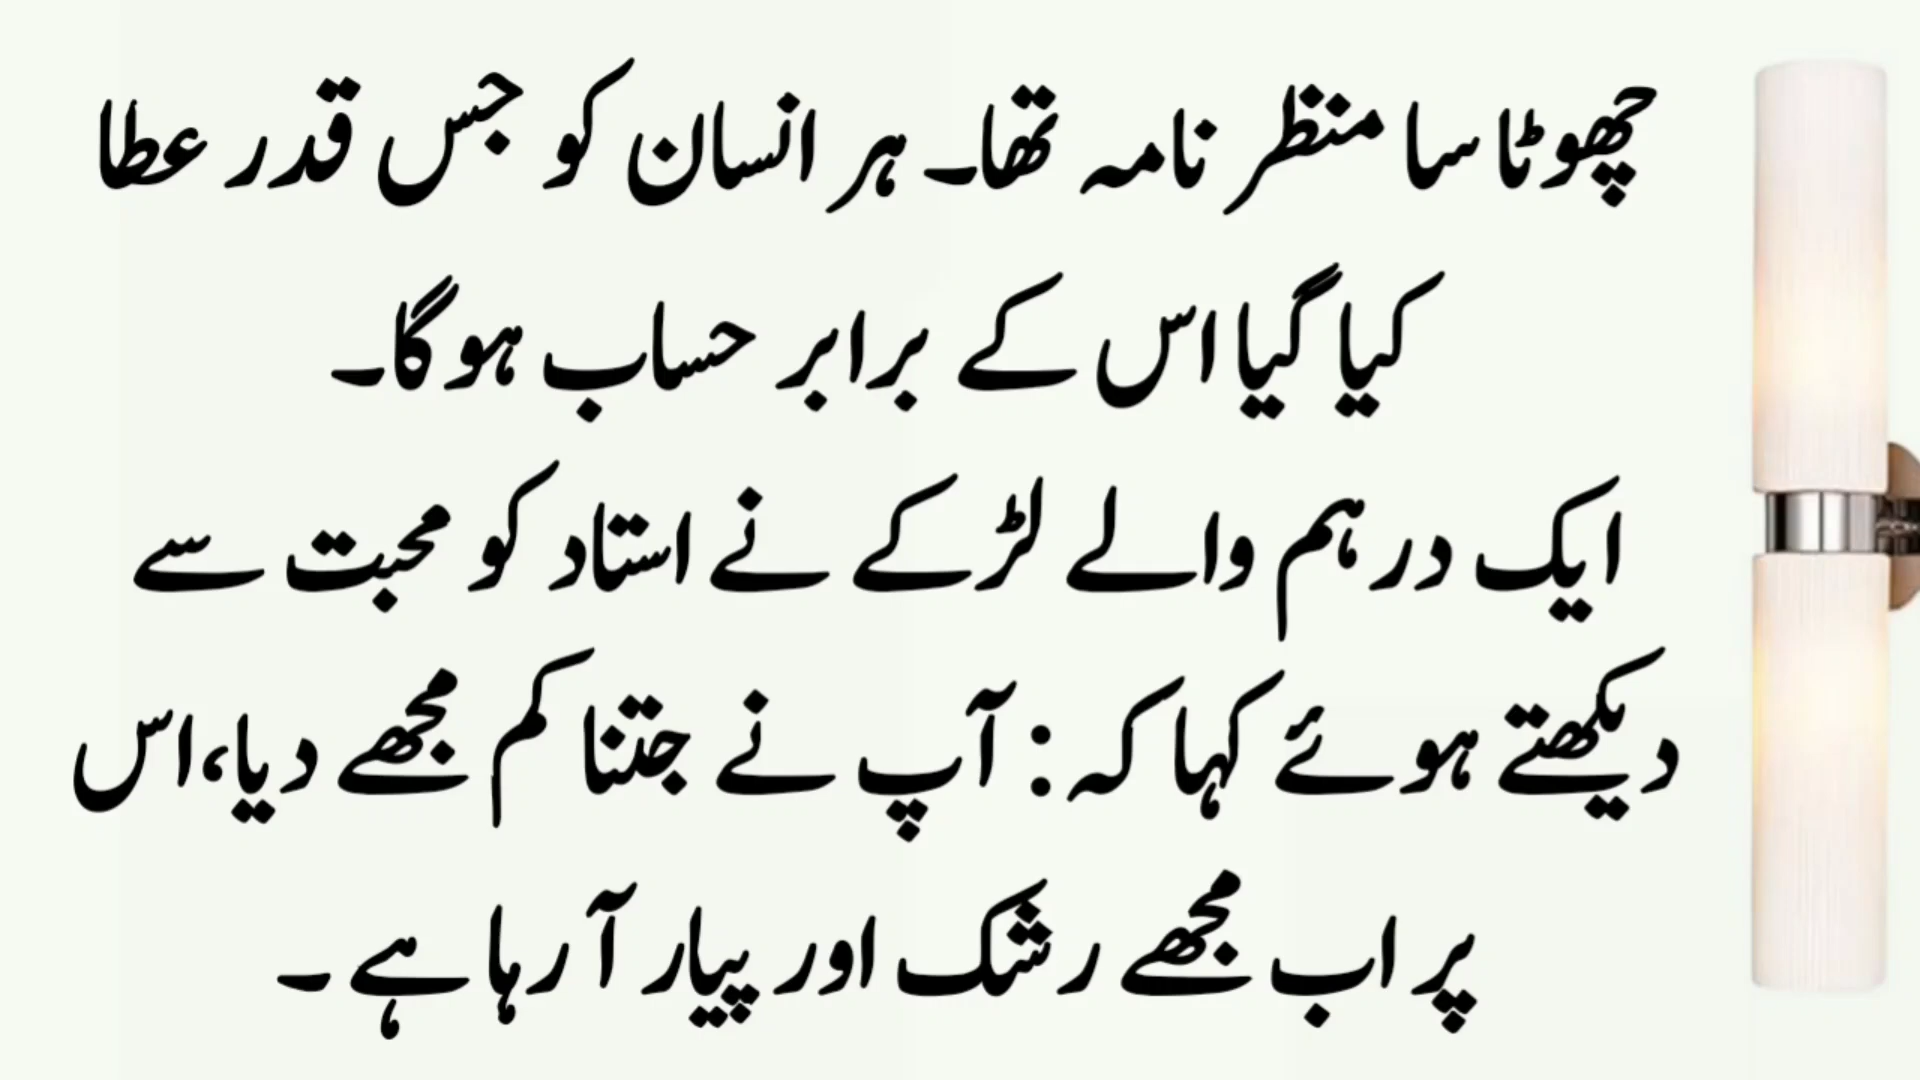 چھوٹا سا منظر نامہ تھا۔ ہر انسان کو جس قدر عطا
کیا گیا اس کے برابر حساب ہوگا۔
ایک درہم والے لڑکے نے استاد کو محبت سے
دیکھتے ہوئے کہا کہ : آپ نے جتنا کم مجھے دیا، اس
پر اب مجھے رشک اور پیار آ رہا ہے ۔